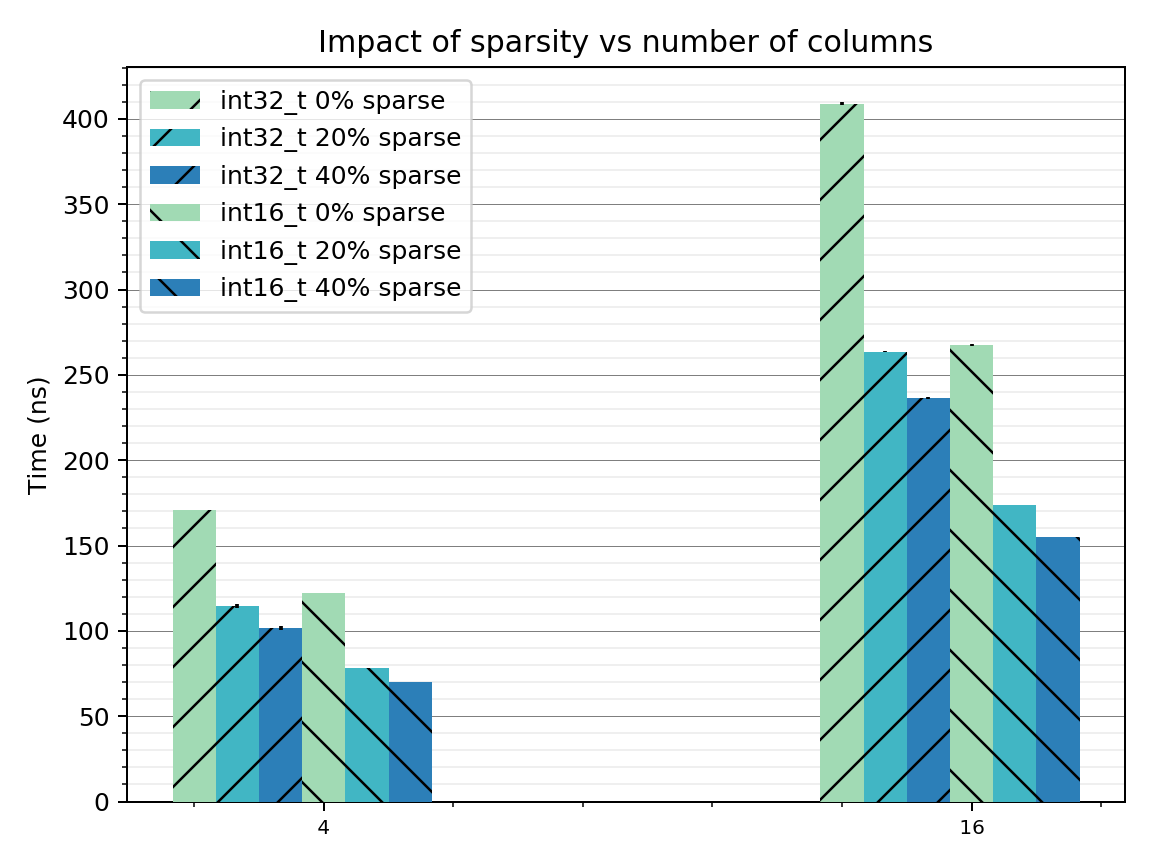 Impact of sparsity vs number of columns
int32_t 0% sparse
int32_t 20% sparse
int32_t 40% sparse
int16_t 0% sparse
int16_t 20% sparse
int16_t 40% sparse
Time (ns)
400
350
300
250
200
150
100
50
0
4
16